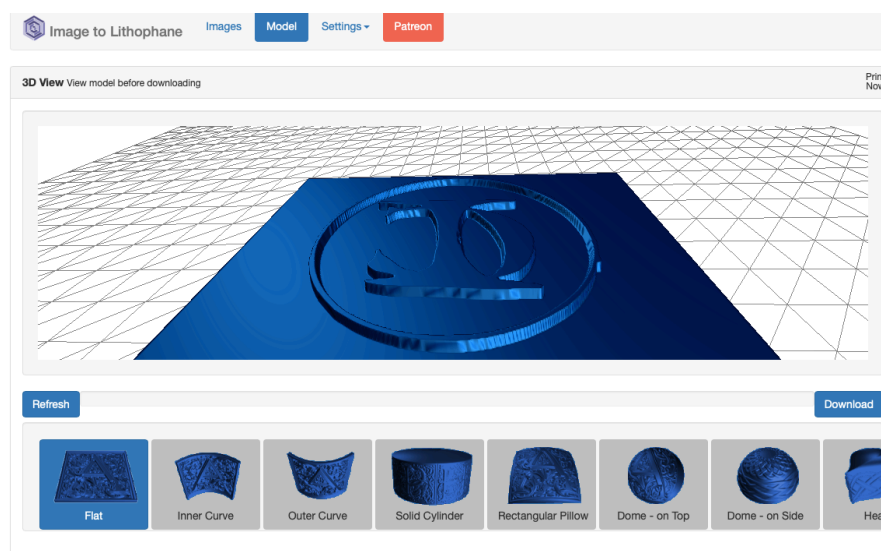 Image to Lithophane Images Model Settings Patreon
3D View View model before downloading
Refresh Download
Flat Inner Curve Outer Curve Solid Cylinder Rectangular Pillow Dome - on Top Dome - on Side